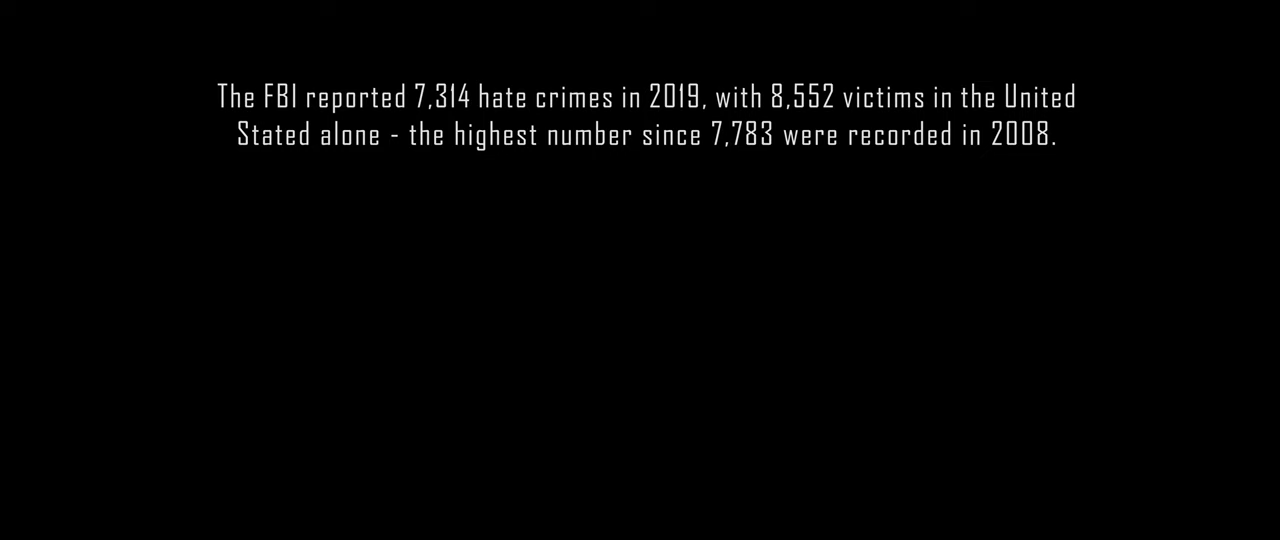 The FBI reported 7,314 hate crimes in 2019, with 8,552 victims in the United
Stated alone - the highest number since 7,783 were recorded in 2008.